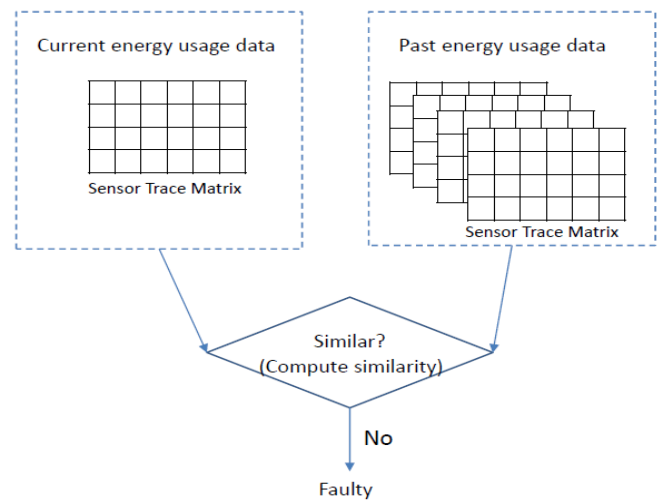 Current energy usage data
Sensor Trace Matrix
Past energy usage data
Sensor Trace Matrix
Similar?
(Compute similarity)
No
Faulty